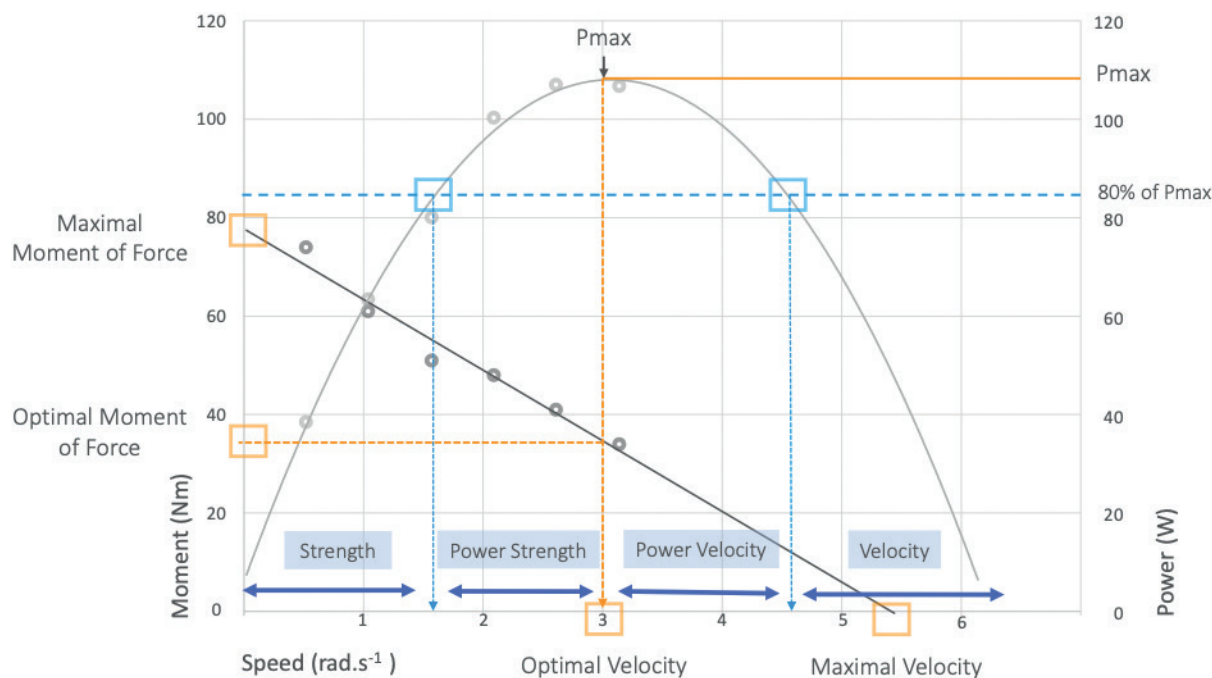 120
100
80
60
40
20
0
Moment (Nm)
Maximal
Moment of Force
Optimal Moment
of Force
Pmax
Strength
Power Strength
Power Velocity
Velocity
120
Pmax
100
80% of Pmax
80
60
40
20
0
Power (W)
1
2
3
4
5
6
Speed (rad.s⁻¹ )
Optimal Velocity
Maximal Velocity